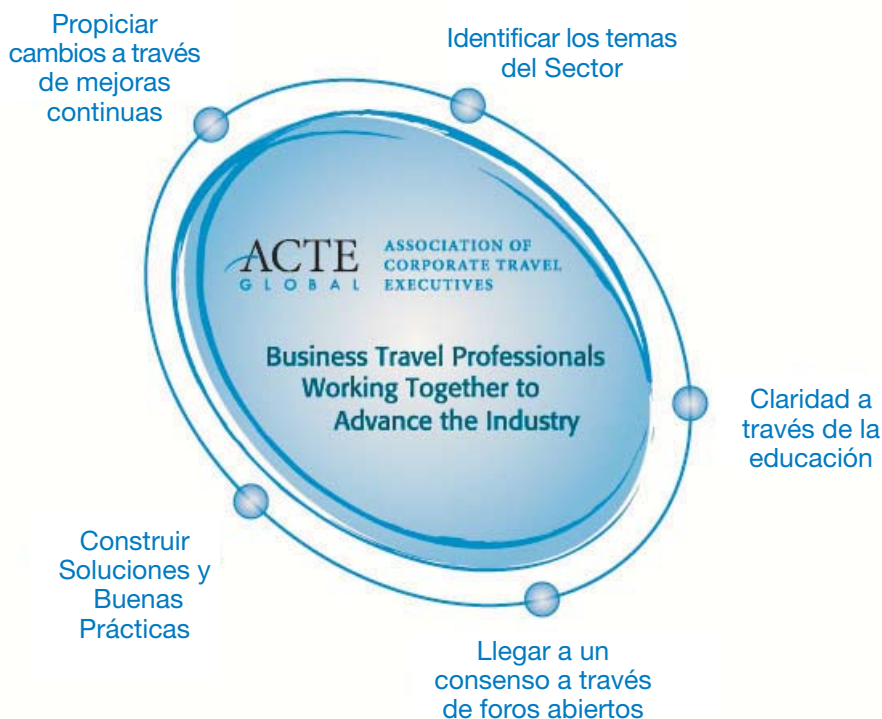 Propiciar
cambios a través
de mejoras
continuas
Identificar los temas
del Sector
ACTE
GLOBAL
ASSOCIATION OF
CORPORATE TRAVEL
EXECUTIVES
Business Travel Professionals
Working Together to
Advance the Industry
Claridad a
través de la
educación
Construir
Soluciones y
Buenas
Prácticas
Llegar a un
consenso a través
de foros abiertos